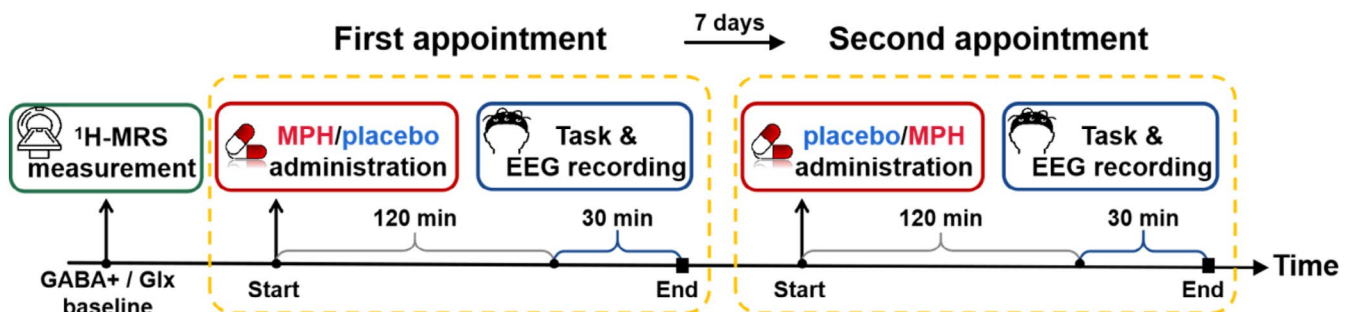 First appointment
7 days
Second appointment
¹H-MRS
measurement
MPH/placebo
administration
Task &
EEG recording
placebo/MPH
administration
Task &
EEG recording
120 min
30 min
120 min
30 min
GABA+ / Glx
baseline
Start
End
Start
End
Time